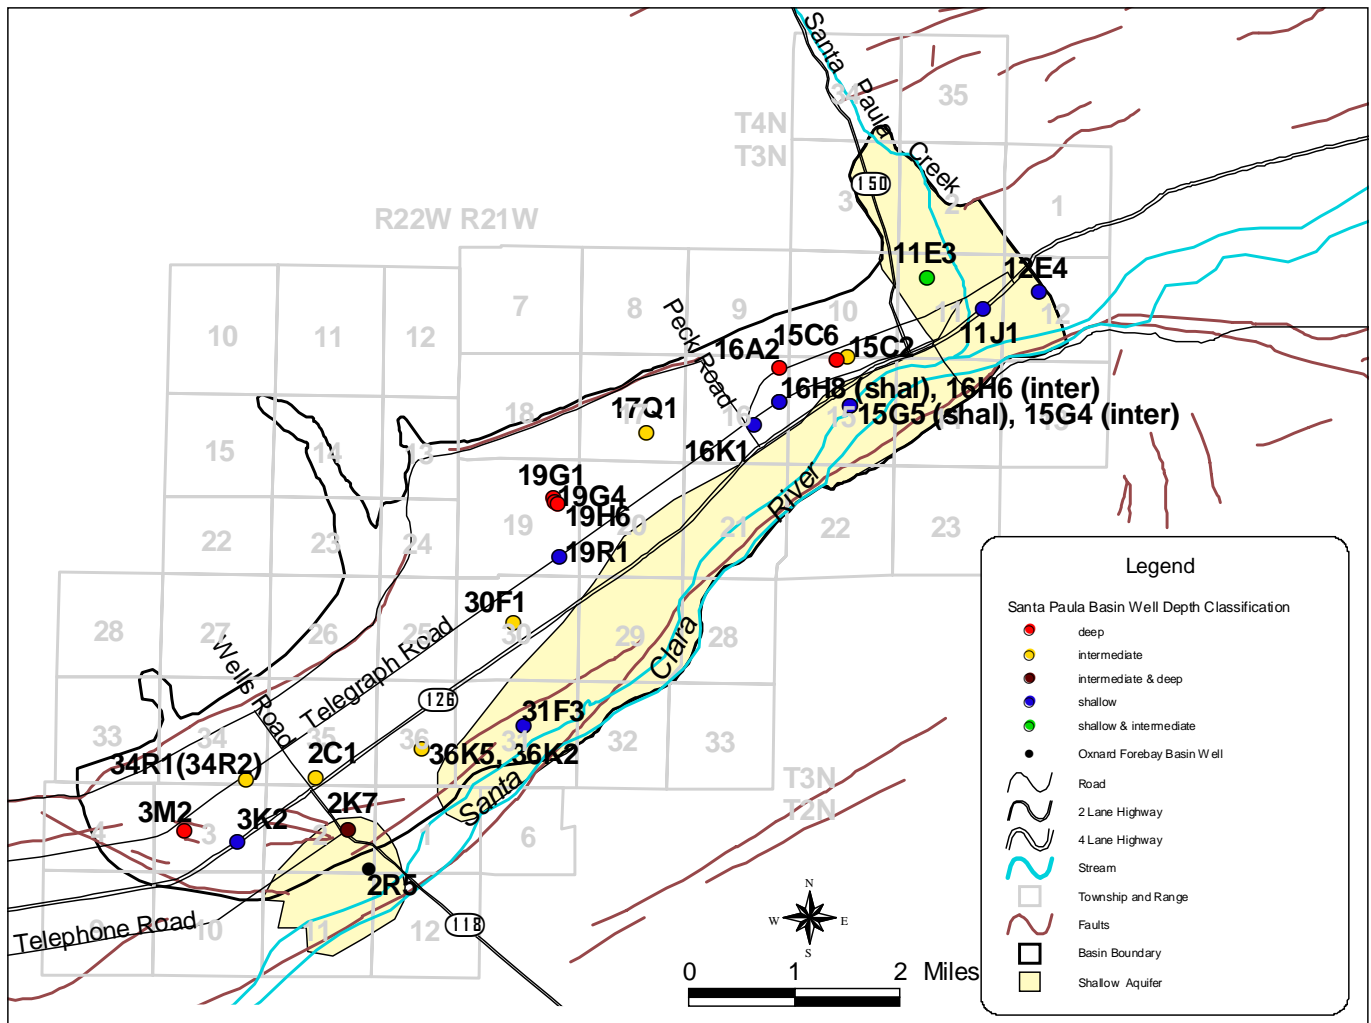 Santa Paula Creek
34
35
T4N
T3N
150
3
2
1
R22W R21W
11E3
12E4
7
8
9
10
11
12
10
11
12
Peck Road
15C6
15C2
11J1
16A2
16H8 (shal), 16H6 (inter)
15G5 (shal), 15G4 (inter)
18
17
16
15
17Q1
16K1
15
14
13
19G1
19G4
19H6
19R1
River
22
23
24
19
20
21
22
23
30F1
28
27
26
25
30
29
28
Wells Road
Telegraph Road
Clara
126
31F3
33
34
35
36
31
32
33
34R1(34R2)
2C1
36K5, 36K2
Santa
T3N
T2N
3M2
3K2
2K7
4
3
2
1
6
2R5
9
10
11
12
118
Telephone Road
N
W
E
S
0
1
2
Miles
Legend
Santa Paula Basin Well Depth Classification
deep
intermediate
intermediate & deep
shallow
shallow & intermediate
Oxnard Forebay Basin Well
Road
2 Lane Highway
4 Lane Highway
Stream
Township and Range
Faults
Basin Boundary
Shallow Aquifer